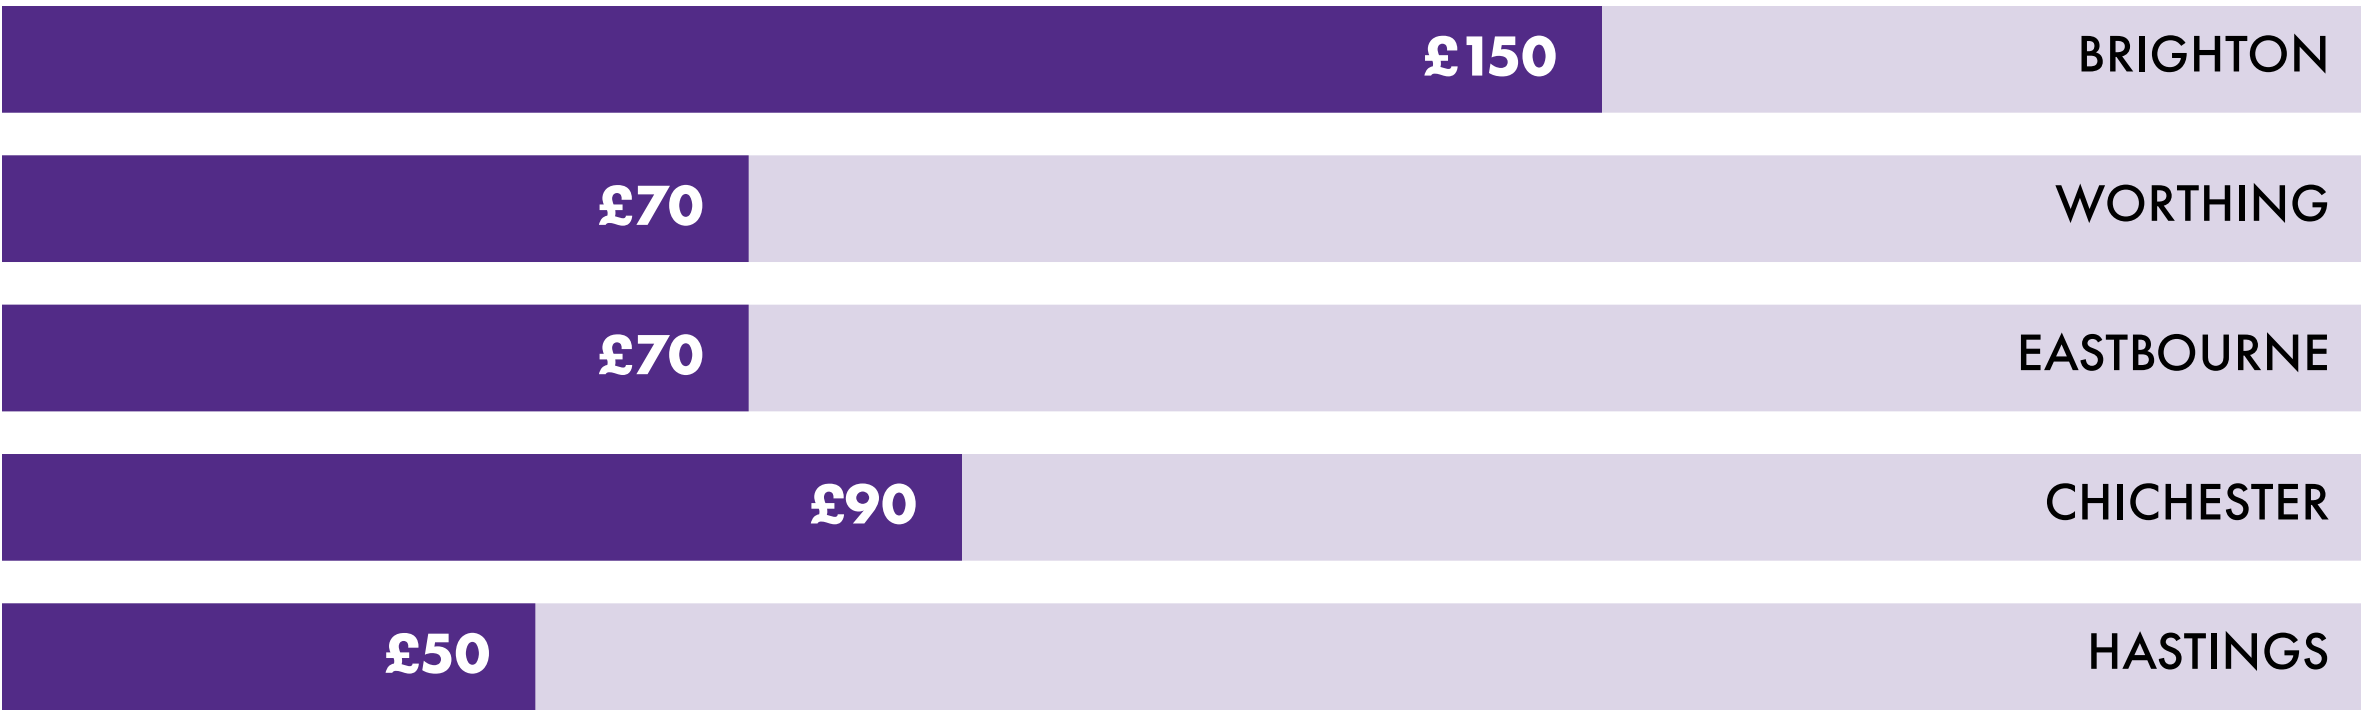 £150 BRIGHTON
£70 WORTHING
£70 EASTBOURNE
£90 CHICHESTER
£50 HASTINGS